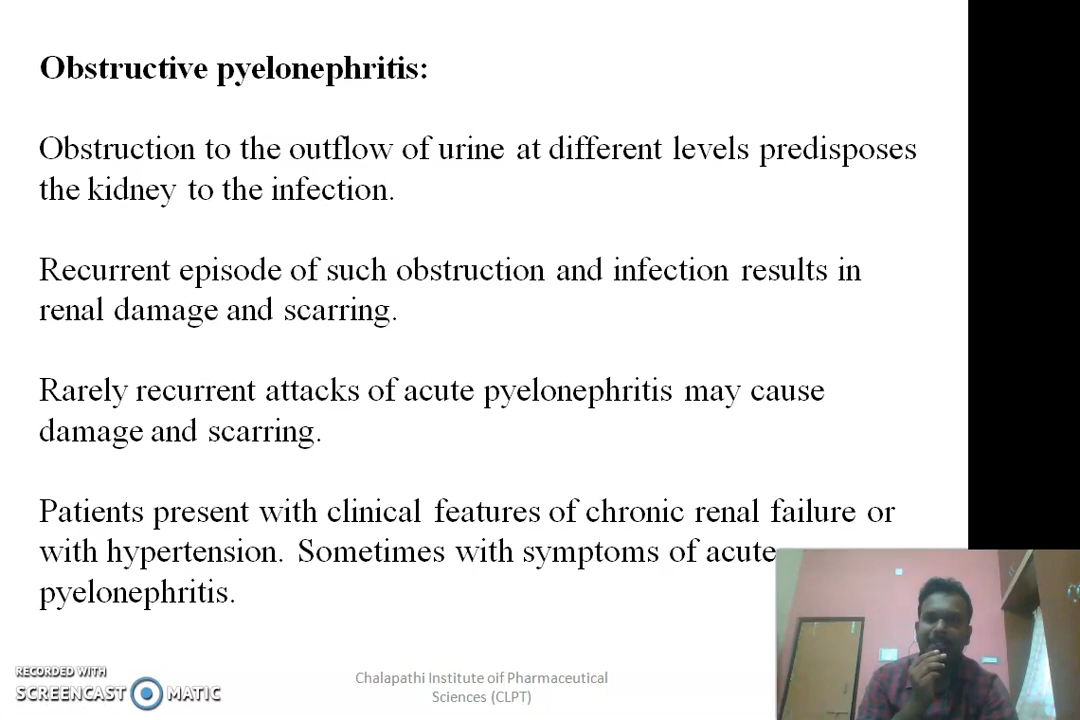 Obstructive pyelonephritis:
Obstruction to the outflow of urine at different levels predisposes
the kidney to the infection.
Recurrent episode of such obstruction and infection results in
renal damage and scarring.
Rarely recurrent attacks of acute pyelonephritis may cause
damage and scarring.
Patients present with clinical features of chronic renal failure or
with hypertension. Sometimes with symptoms of acute
pyelonephritis.
RECORDED WITH
SCREENCAST MATIC
Chalapathi Institute oif Pharmaceutical
Sciences (CLPT)